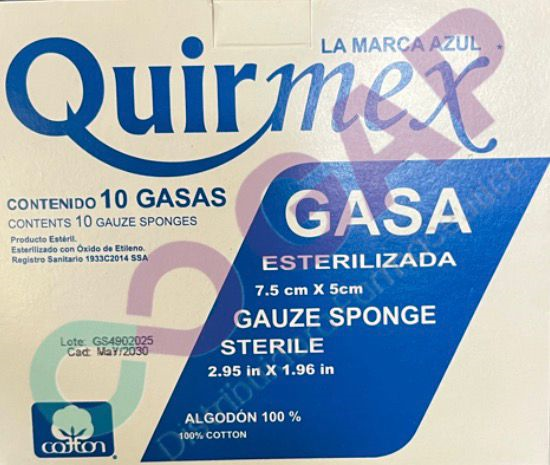 LA MARCA AZUL
Quirmex
CONTENIDO 10 GASAS
CONTENTS 10 GAUZE SPONGES
Producto Estéril.
Esterilizado con Óxido de Etileno.
Registro Sanitario 1933C2014 SSA
GASA
ESTERILIZADA
7.5 cm X 5cm
GAUZE SPONGE
STERILE
2.95 in X 1.96 in
Lote: GS4902025
Cad: MaY/2030
ALGODÓN 100 %
100% COTTON
cotton